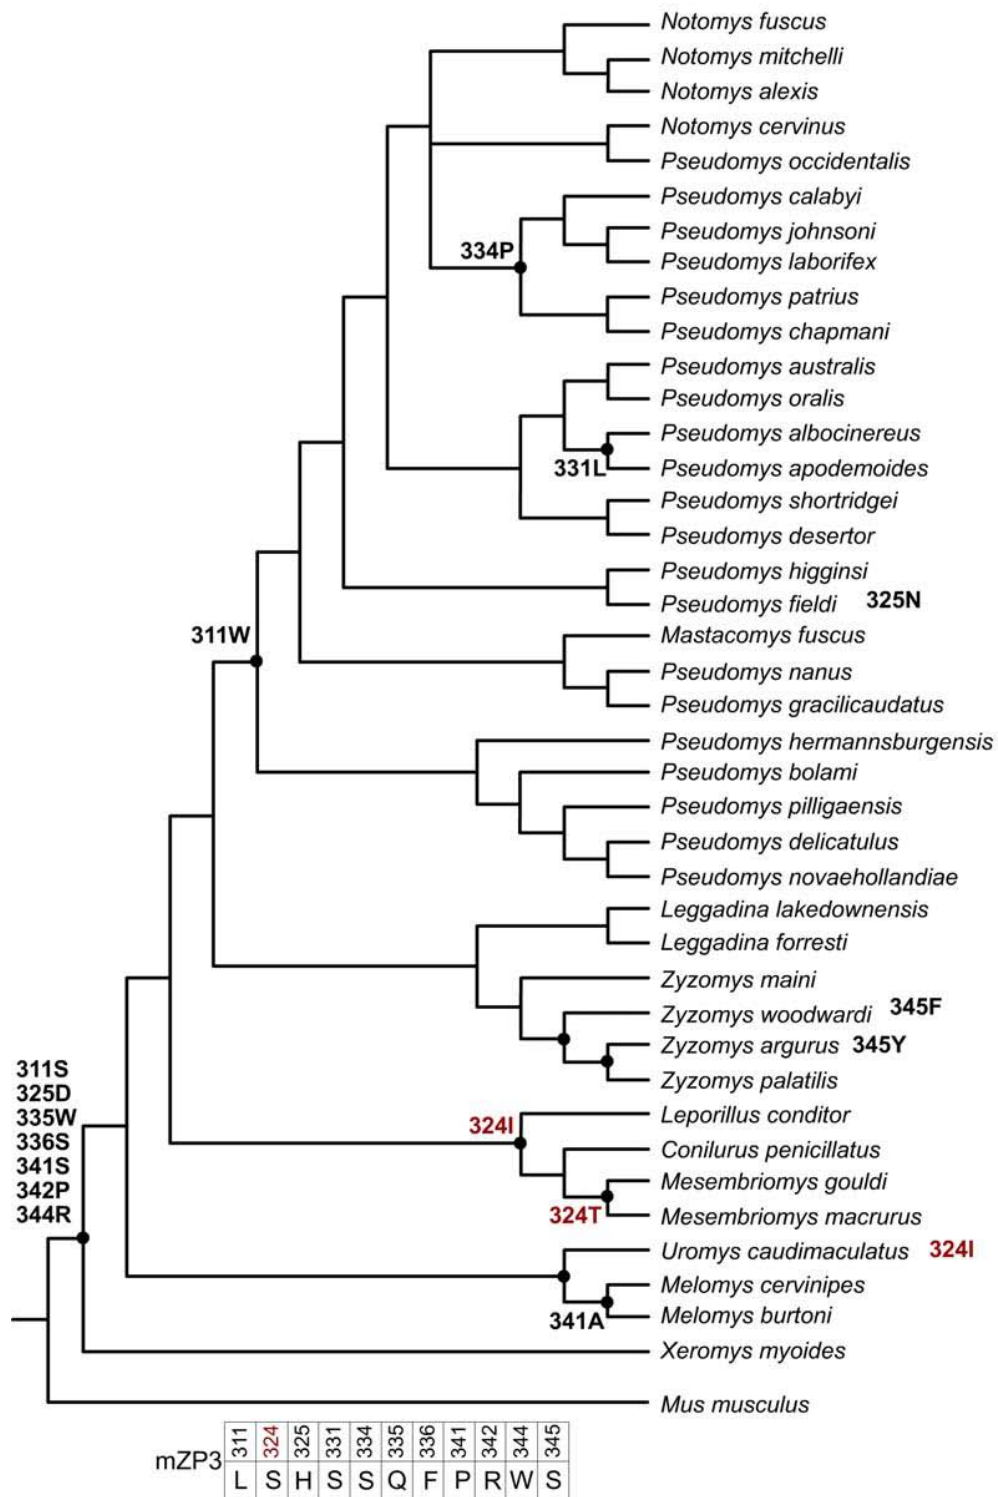 Notomys fuscus
Notomys mitchelli
Notomys alexis
Notomys cervinus
Pseudomys occidentalis
Pseudomys calabyi
Pseudomys johnsoni
334P
Pseudomys laborifex
Pseudomys patrius
Pseudomys chapmani
Pseudomys australis
Pseudomys oralis
Pseudomys albocinereus
331L
Pseudomys apodemoides
Pseudomys shortridgei
Pseudomys desertor
Pseudomys higginsi
Pseudomys fieldi 325N
311W
Mastacomys fuscus
Pseudomys nanus
Pseudomys gracilicaudatus
Pseudomys hermannsburgensis
Pseudomys bolami
Pseudomys pilligaensis
Pseudomys delicatulus
Pseudomys novaehollandiae
Leggadina lakedownensis
Leggadina forresti
Zyzomys maini
Zyzomys woodwardi 345F
Zyzomys argurus 345Y
Zyzomys palatilis
311S
325D
335W
336S
341S
342P
344R
324I
Leporillus conditor
Conilurus penicillatus
Mesembriomys gouldi
324T
Mesembriomys macrurus
Uromys caudimaculatus 324I
Melomys cervinipes
341A
Melomys burtoni
Xeromys myoides
Mus musculus
mZP3
311 324 325 331 334 335 336 341 342 344 345
L S H S S Q F P R W S